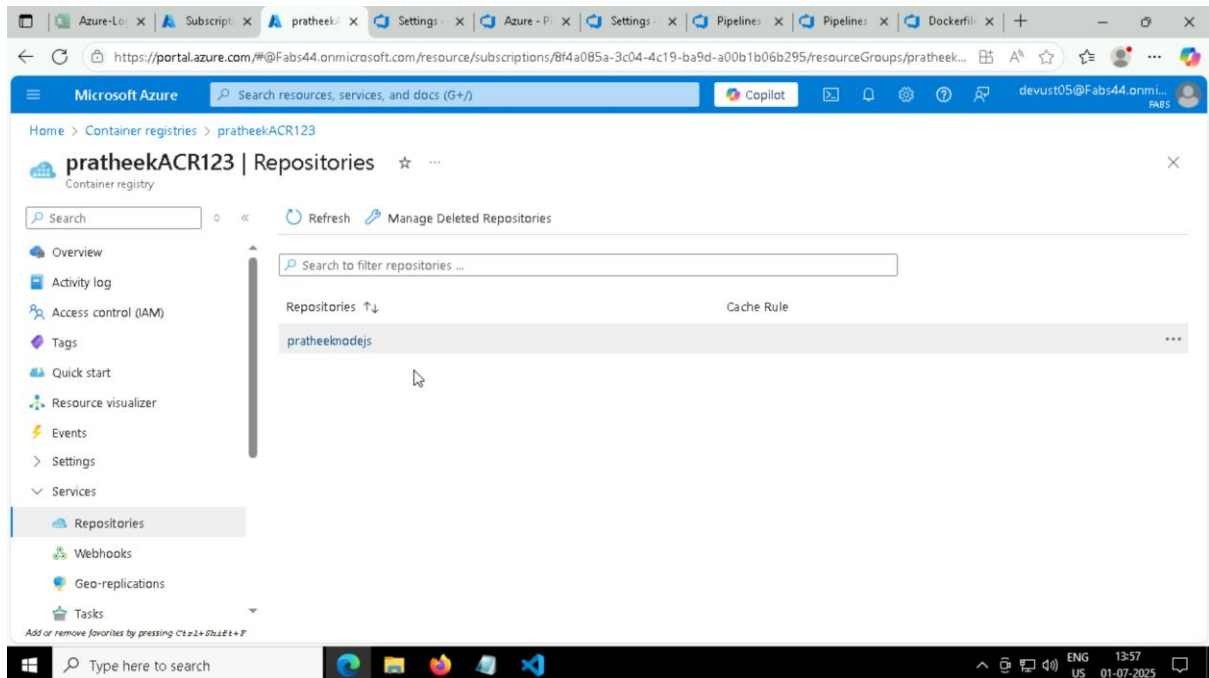 Azure-Lo
Subscripti
pratheek
Settings
Azure - Pi
Settings
Pipelines
Pipelines
Dockerfil
https://portal.azure.com/#@Fabs44.onmicrosoft.com/resource/subscriptions/8f4a085a-3c04-4c19-ba9d-a00b1b06b295/resourceGroups/pratheek...
Microsoft Azure
Search resources, services, and docs (G+/)
Copilot
devust05@Fabs44.onmi...
FABS
Home > Container registries > pratheekACR123
pratheekACR123 | Repositories
Container registry
Search
Refresh
Manage Deleted Repositories
Overview
Search to filter repositories ...
Activity log
Repositories ↑↓ Cache Rule
Access control (IAM)
pratheeknodejs
Tags
Quick start
Resource visualizer
Events
Settings
Services
Repositories
Webhooks
Geo-replications
Tasks
Add or remove favorites by pressing Ctrl+Shift+F
Type here to search
ENG
US
13:57
01-07-2025